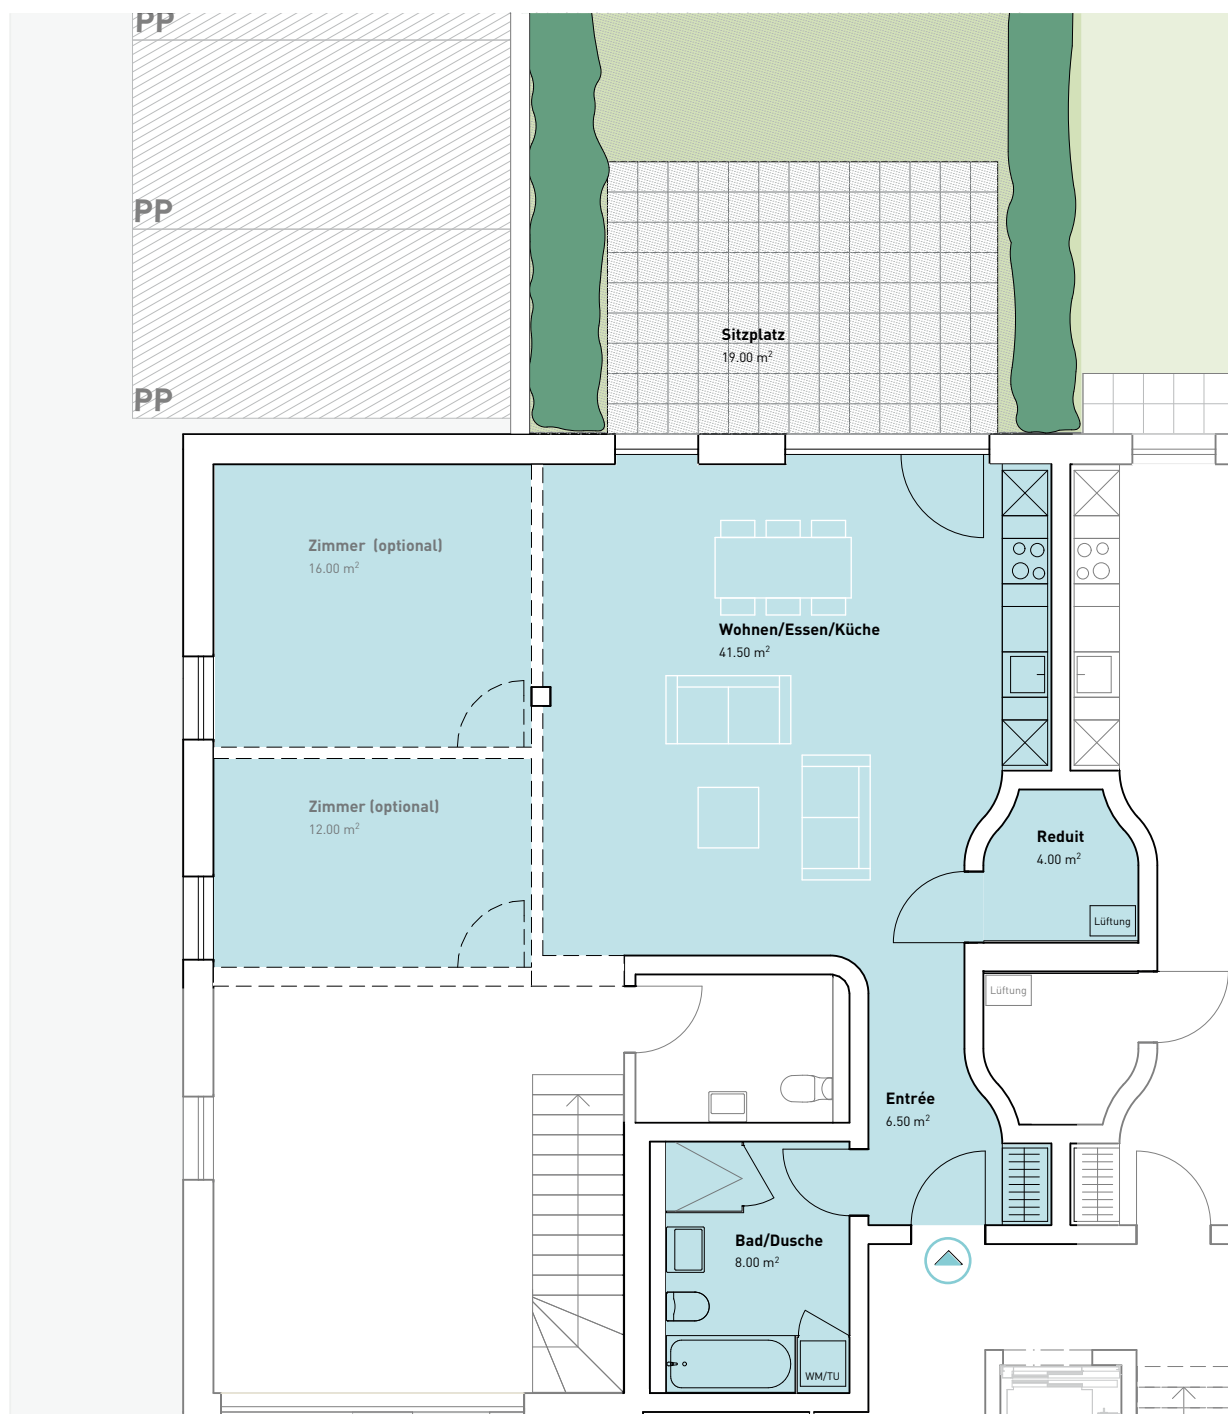 PP
PP
Sitzplatz
19.00 m²
PP
Zimmer (optional)
16.00 m²
Wohnen/Essen/Küche
41.50 m²
Zimmer (optional)
12.00 m²
Reduit
4.00 m²
Lüftung
Lüftung
Entrée
6.50 m²
Bad/Dusche
8.00 m²
WM/TU